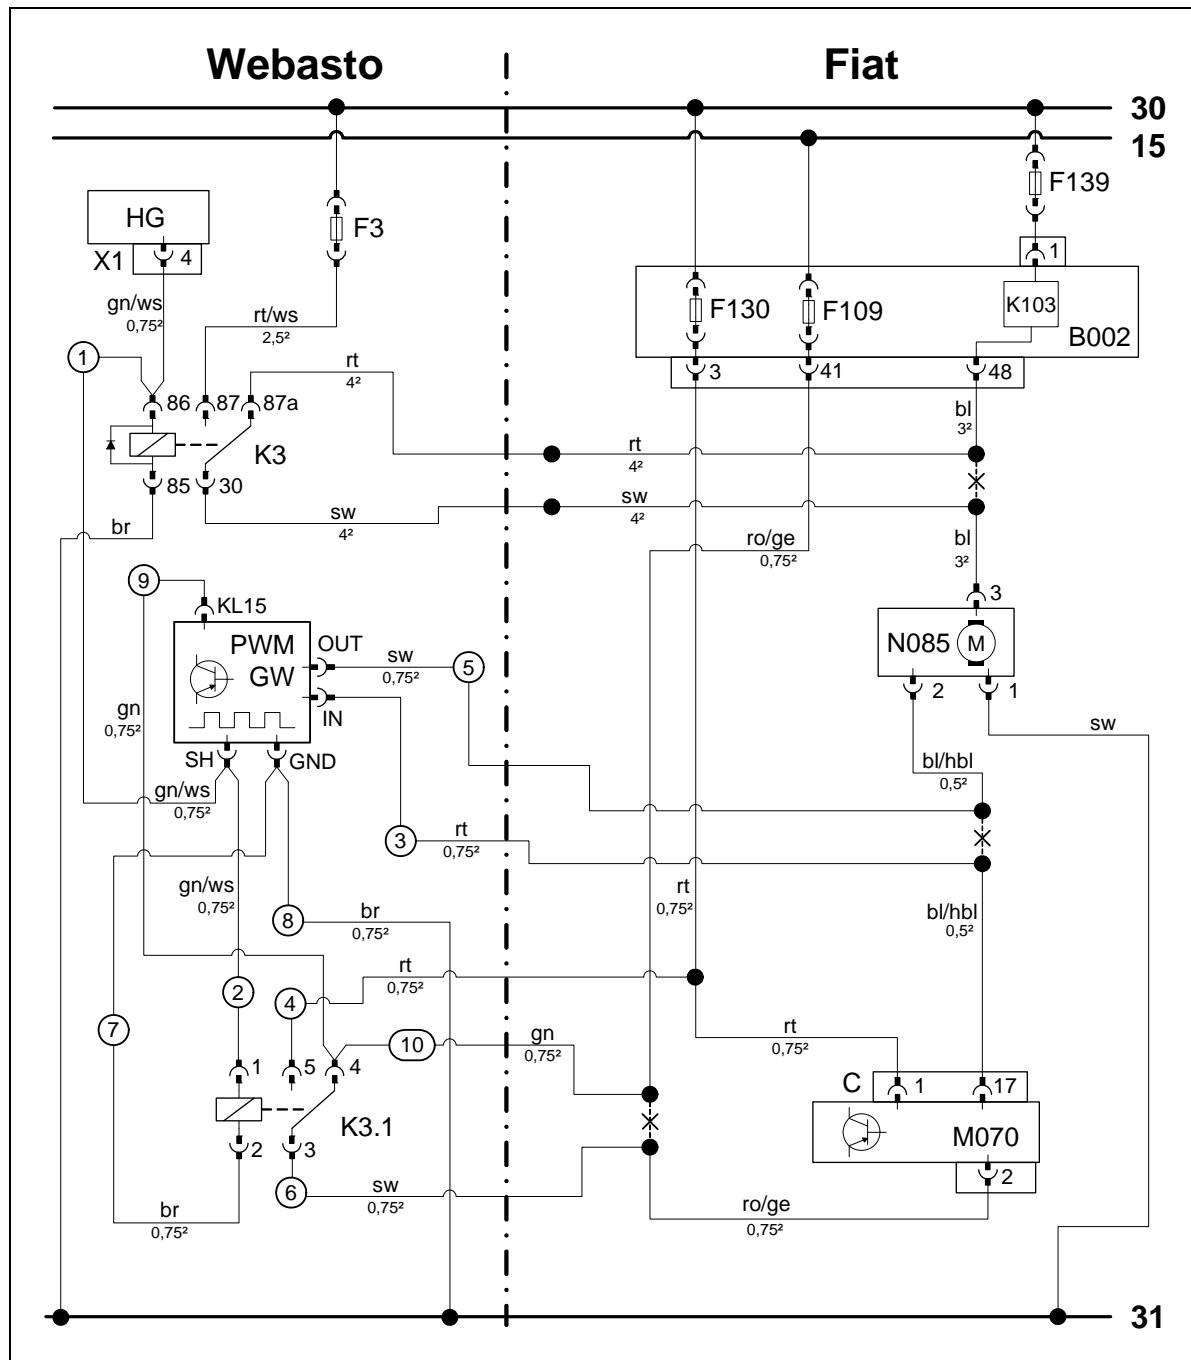 Webasto
Fiat
30
15
F139
HG
F3
X1
4
1
gn/ws
0,75²
rt/ws
2,5²
F130
F109
K103
B002
1
rt
4²
3
41
48
86
87
87a
bl
3²
K3
rt
4²
85
30
br
sw
4²
sw
4²
ro/ge
0,75²
bl
3²
9
KL15
3
PWM
GW
OUT
sw
0,75²
5
N085
M
IN
2
1
gn
0,75²
SH
GND
sw
bl/hbl
0,5²
gn/ws
0,75²
3
rt
0,75²
gn/ws
0,75²
8
br
0,75²
rt
0,75²
bl/hbl
0,5²
rt
0,75²
2
4
7
10
gn
0,75²
rt
0,75²
1
5
4
C
1
17
K3.1
M070
2
3
2
6
sw
0,75²
br
0,75²
ro/ge
0,75²
31